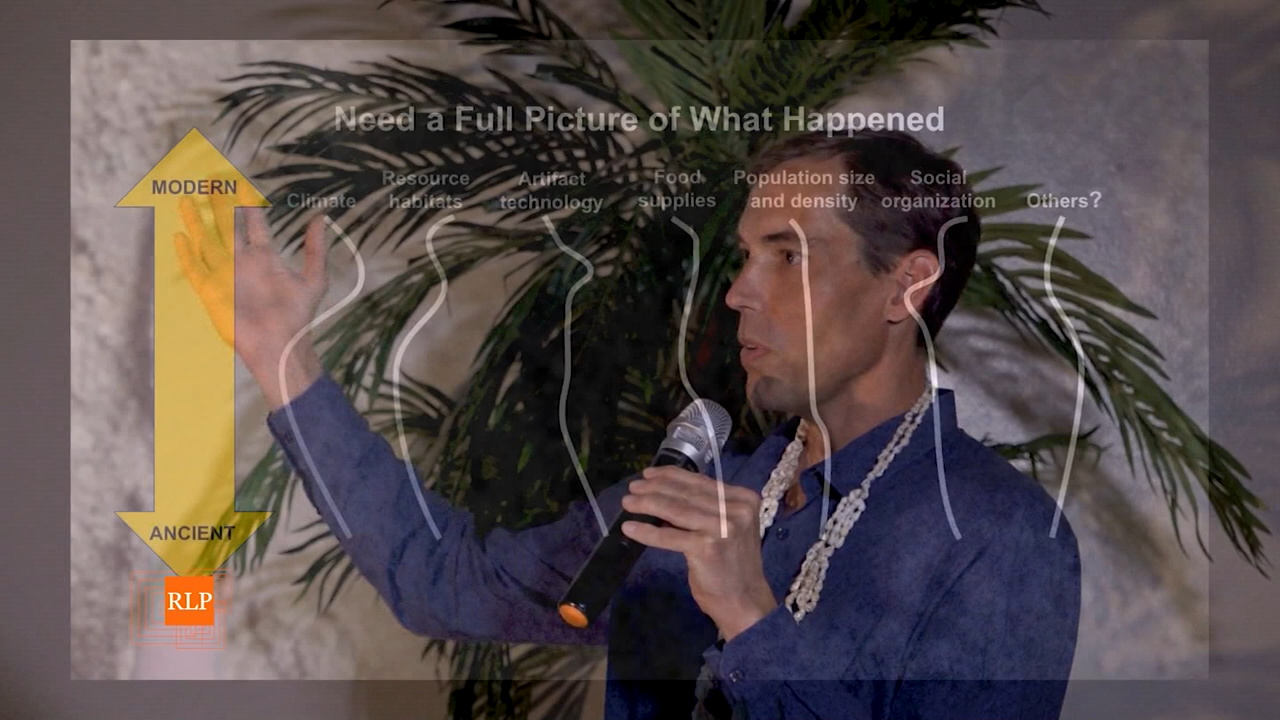 Need a Full Picture of What Happened
MODERN
Climate
Resource
habitats
Artifact
technology
Food
supplies
Population size
and density
Social
organization
Others?
ANCIENT
RLP